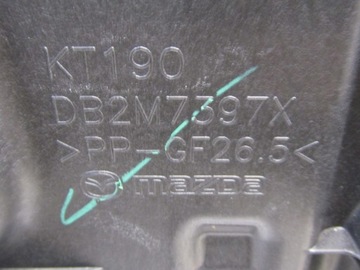 KT190
DB2M7397X
>PP-GF26.5<
mazda